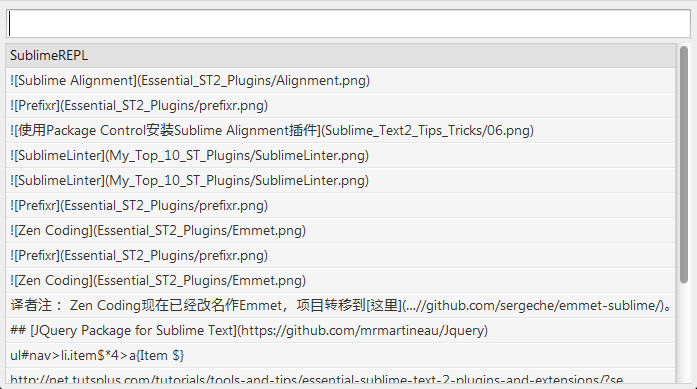 SublimeREPL
![Sublime Alignment](Essential_ST2_Plugins/Alignment.png)
![Prefixr](Essential_ST2_Plugins/prefixr.png)
![使用Package Control安装Sublime Alignment插件](Sublime_Text2_Tips_Tricks/06.png)
![SublimeLinter](My_Top_10_ST_Plugins/SublimeLinter.png)
![SublimeLinter](My_Top_10_ST_Plugins/SublimeLinter.png)
![Prefixr](Essential_ST2_Plugins/prefixr.png)
![Zen Coding](Essential_ST2_Plugins/Emmet.png)
![Prefixr](Essential_ST2_Plugins/prefixr.png)
![Zen Coding](Essential_ST2_Plugins/Emmet.png)
译者注：Zen Coding现在已经改名作Emmet，项目转移到[这里](...//github.com/sergeche/emmet-sublime/)。
## [JQuery Package for Sublime Text](https://github.com/mrmartineau/Jquery)
ul#nav>li.item$*4>a{Item $}
http://net.tutsplus.com/tutorials/tools-and-tips/essential-sublime-text-2-plugins-and-extensions/?se